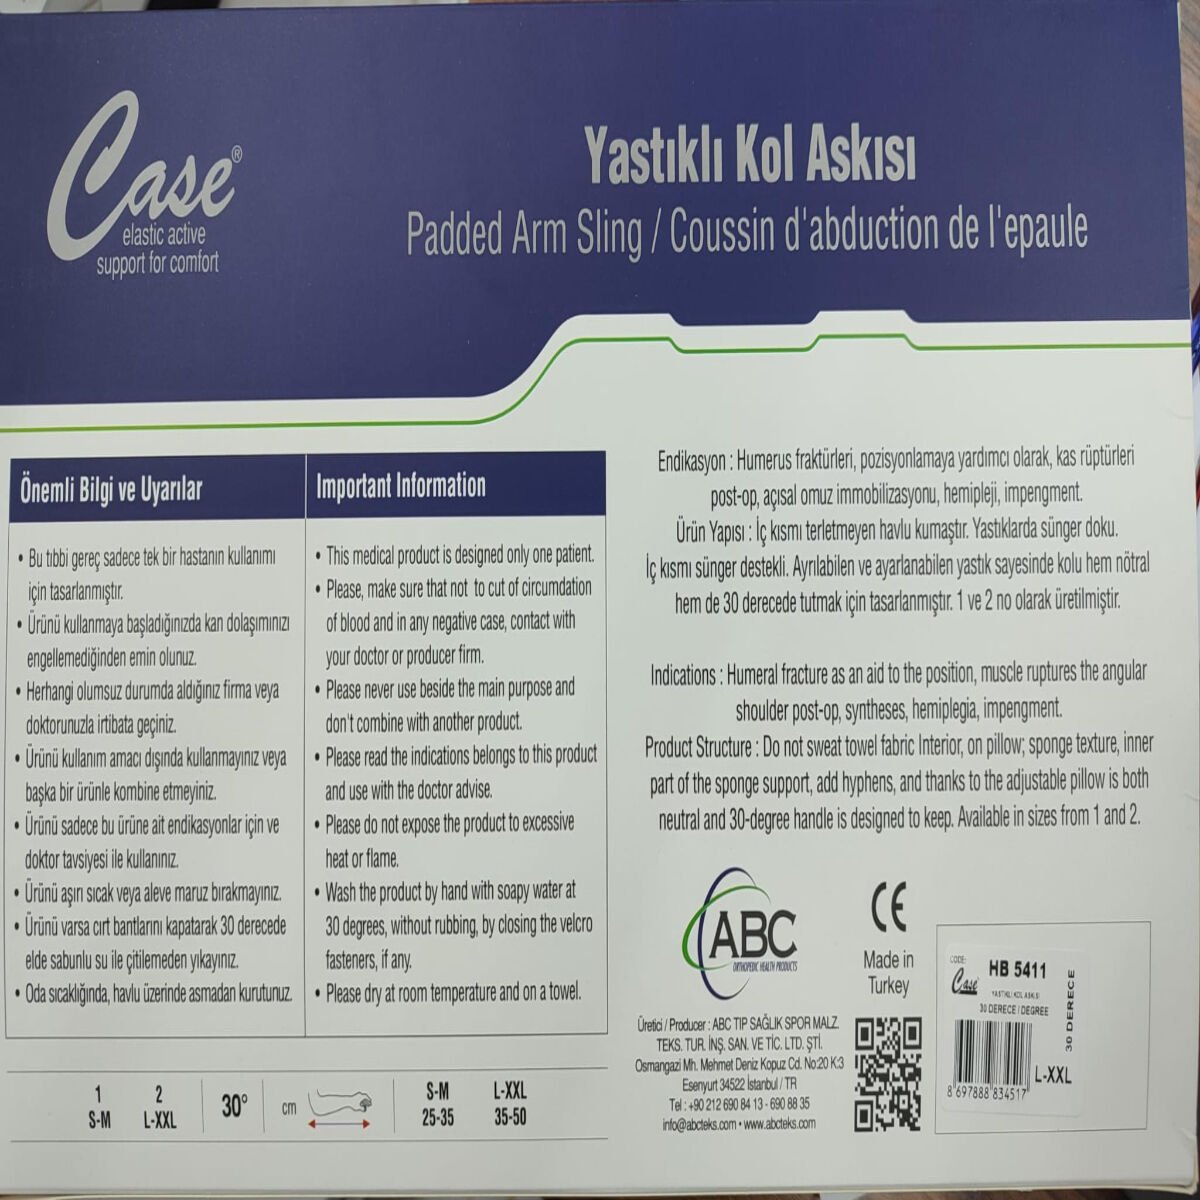 Case®
elastic active
support for comfort
Yastıklı Kol Askısı
Padded Arm Sling / Coussin d'abduction de l'epaule
Önemli Bilgi ve Uyarılar
• Bu tıbbi gereç sadece tek bir hastanın kullanımı
için tasarlanmıştır.
• Ürünü kullanmaya başladığınızda kan dolaşımınızı
engellemediğinden emin olunuz.
• Herhangi olumsuz durumda aldığınız firma veya
doktorunuzla irtibata geçiniz.
• Ürünü kullanım amacı dışında kullanmayınız veya
başka bir ürünle kombine etmeyiniz.
• Ürünü sadece bu ürüne ait endikasyonlar için ve
doktor tavsiyesi ile kullanınız.
• Ürünü aşırı sıcak veya aleve maruz bırakmayınız.
• Ürünü varsa cırt bantlarını kapatarak 30 derecede
elde sabunlu su ile çitilemeden yıkayınız.
• Oda sıcaklığında, havlu üzerinde asmadan kurutunuz.
Important Information
• This medical product is designed only one patient.
• Please, make sure that not to cut of circumdation
of blood and in any negative case, contact with
your doctor or producer firm.
• Please never use beside the main purpose and
don't combine with another product.
• Please read the indications belongs to this product
and use with the doctor advise.
• Please do not expose the product to excessive
heat or flame.
• Wash the product by hand with soapy water at
30 degrees, without rubbing, by closing the velcro
fasteners, if any.
• Please dry at room temperature and on a towel.
Endikasyon : Humerus fraktürleri, pozisyonlamaya yardımcı olarak, kas rüptürleri
post-op, açısal omuz immobilizasyonu, hemipleji, impengment.
Ürün Yapısı : İç kısmı terletmeyen havlu kumaştır. Yastıklarda sünger doku.
İç kısmı sünger destekli. Ayrılabilen ve ayarlanabilen yastık sayesinde kolu hem nötral
hem de 30 derecede tutmak için tasarlanmıştır. 1 ve 2 no olarak üretilmiştir.
Indications : Humeral fracture as an aid to the position, muscle ruptures the angular
shoulder post-op, syntheses, hemiplegia, impengment.
Product Structure : Do not sweat towel fabric Interior, on pillow; sponge texture, inner
part of the sponge support, add hyphens, and thanks to the adjustable pillow is both
neutral and 30-degree handle is designed to keep. Available in sizes from 1 and 2.
ABC
ORTHOPEDIC HEALTH PRODUCTS
CE
Made in
Turkey
Üretici / Producer : ABC TIP SAĞLIK SPOR MALZ.
TEKS. TUR. İNŞ. SAN. VE TİC. LTD. ŞTİ.
Osmangazi Mh. Mehmet Deniz Kopuz Cd. No:20 K:3
Esenyurt 34522 İstanbul / TR
Tel : +90 212 690 84 13 - 690 88 35
info@abcteks.com • www.abcteks.com
CODE:
Case
HB 5411
YASTIKLI KOL ASKISI
30 DERECE / DEGREE
30 DERECE
L-XXL
8 697888 834517
1 2
S-M L-XXL
30°
cm
S-M L-XXL
25-35 35-50